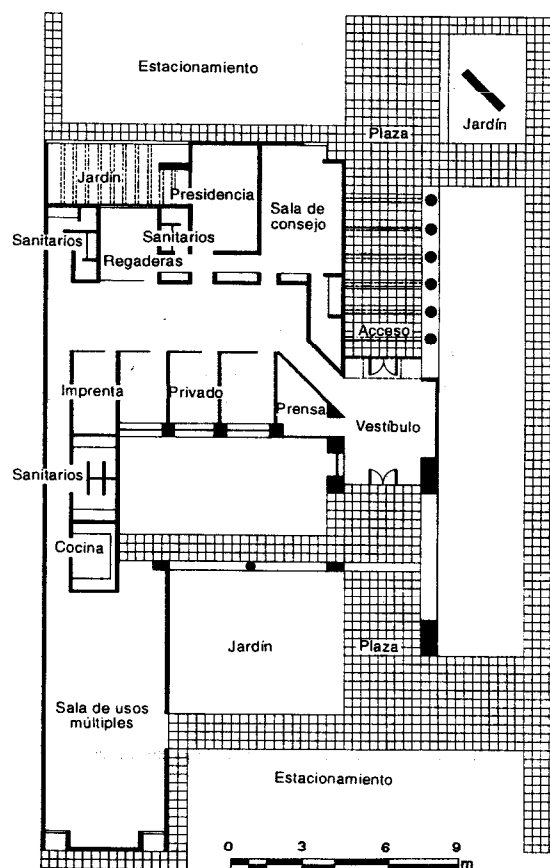 Estacionamiento
Jardín
Plaza
Jardín
Presidencia
Sala de
consejo
Sanitarios
Sanitarios
Regaderas
Acceso
Imprenta
Privado
Prensa
Vestíbulo
Sanitarios
Cocina
Jardín
Plaza
Sala de usos
múltiples
Estacionamiento
0 3 6 9
m